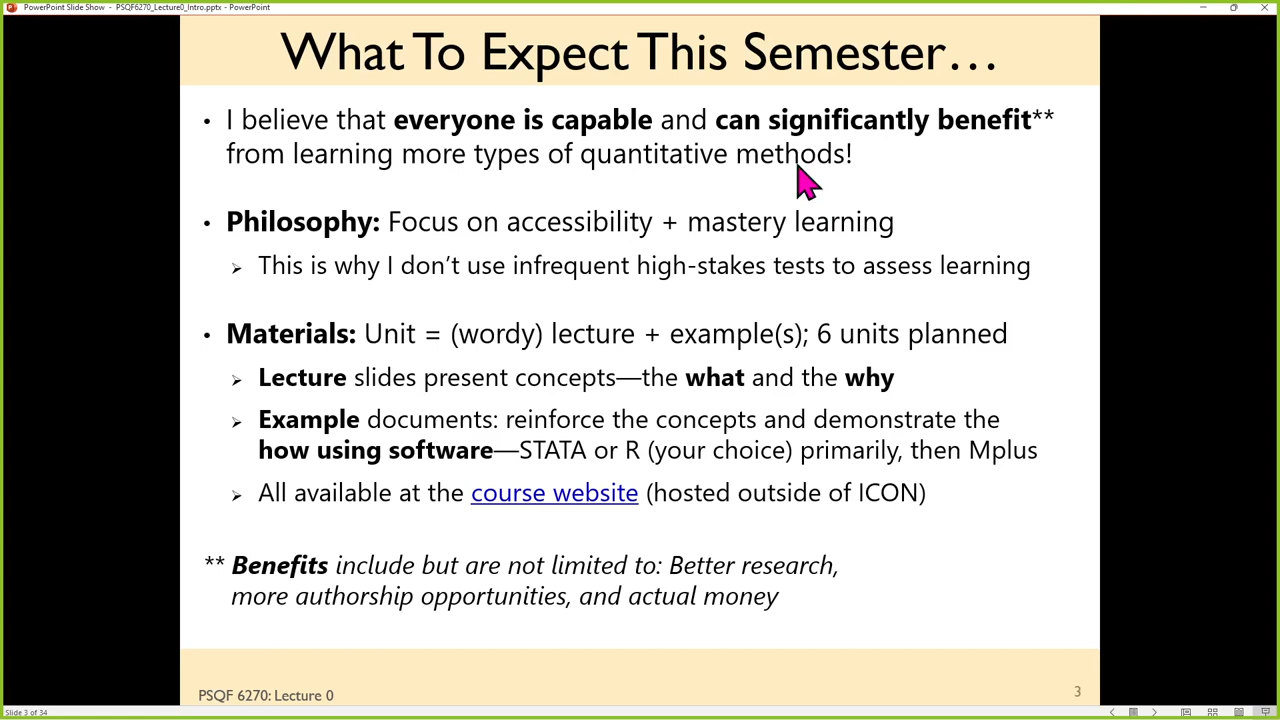 PowerPoint Slide Show - PSQF6270_Lecture0_Intro.pptx - PowerPoint
What To Expect This Semester…
• I believe that everyone is capable and can significantly benefit**
from learning more types of quantitative methods!
• Philosophy: Focus on accessibility + mastery learning
➢ This is why I don’t use infrequent high-stakes tests to assess learning
• Materials: Unit = (wordy) lecture + example(s); 6 units planned
➢ Lecture slides present concepts—the what and the why
➢ Example documents: reinforce the concepts and demonstrate the
how using software—STATA or R (your choice) primarily, then Mplus
➢ All available at the course website (hosted outside of ICON)
** Benefits include but are not limited to: Better research,
more authorship opportunities, and actual money
PSQF 6270: Lecture 0
3
Slide 3 of 34